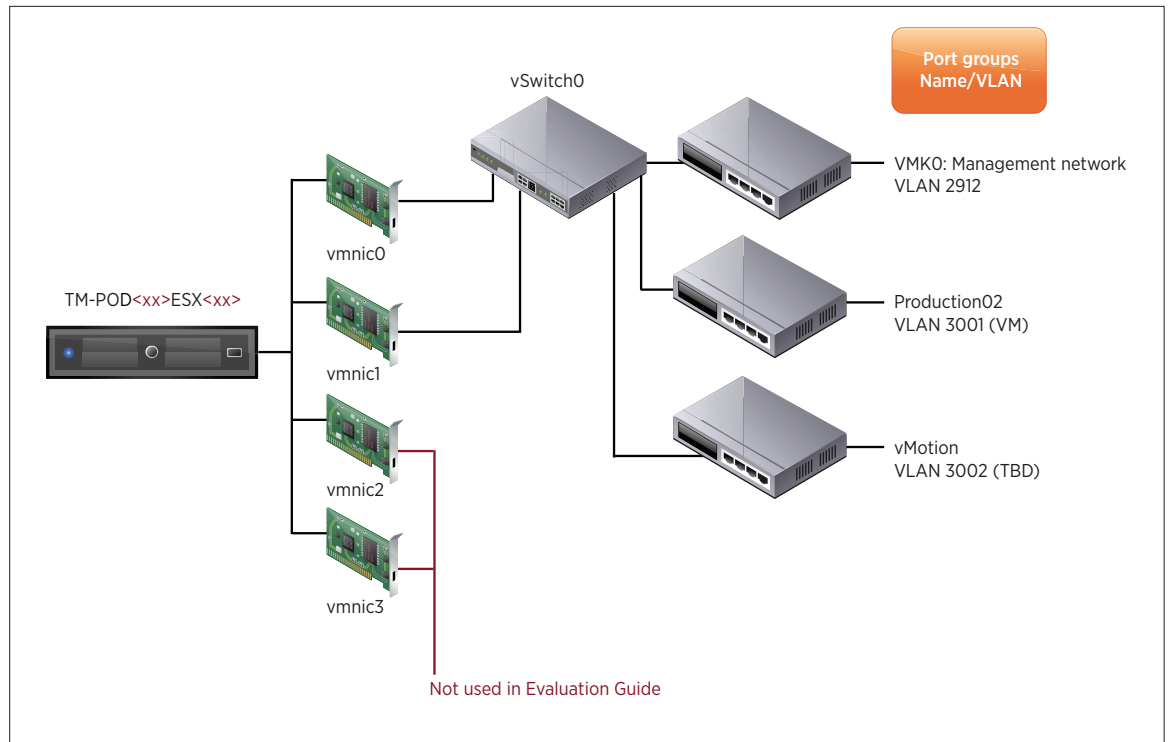 Port groups
Name/VLAN
vSwitch0
VMK0: Management network
VLAN 2912
vmnic0
TM-POD<xx>ESX<xx>
Production02
VLAN 3001 (VM)
vmnic1
vMotion
VLAN 3002 (TBD)
vmnic2
vmnic3
Not used in Evaluation Guide